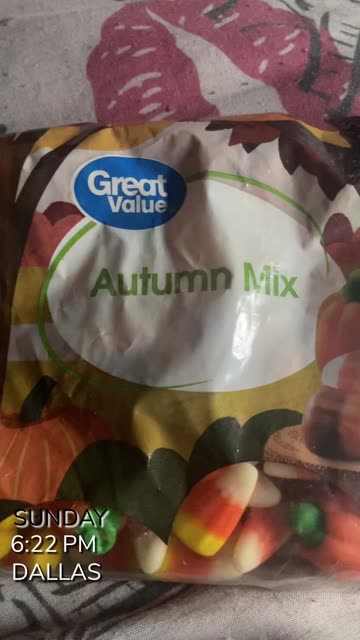 Great
Value
Autumn Mix
SUNDAY
6:22 PM
DALLAS